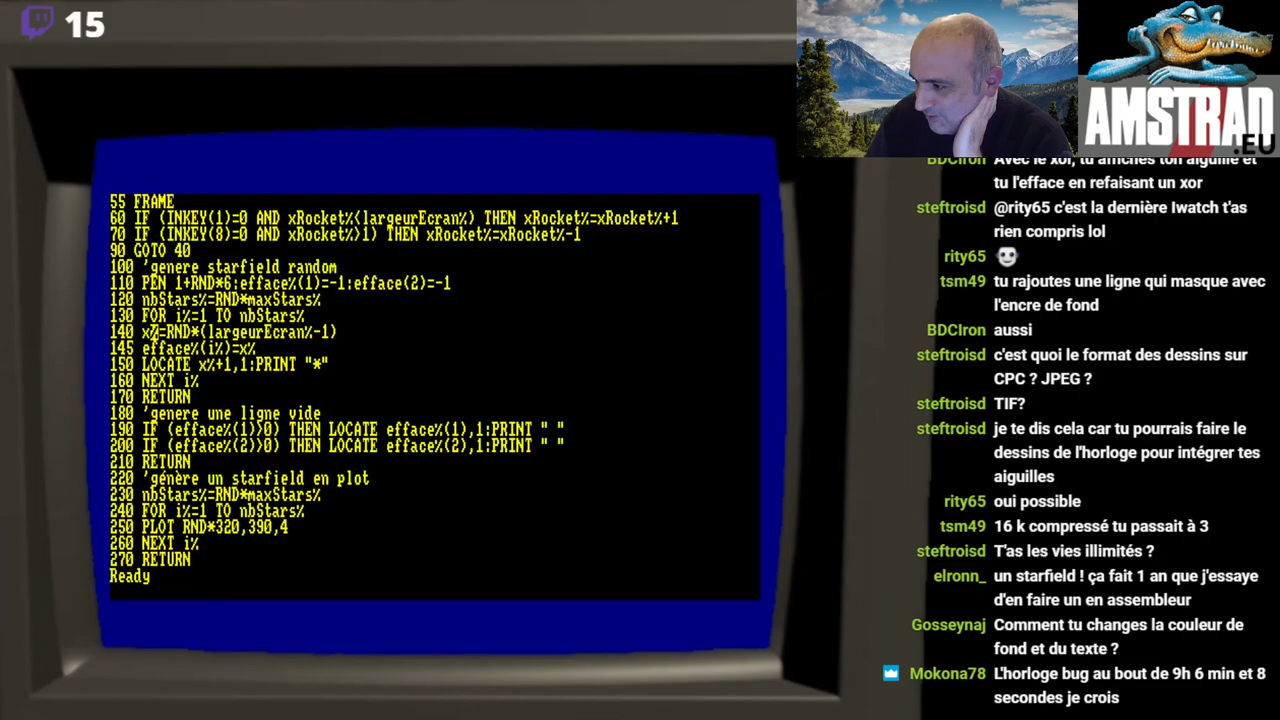 15
55 FRAME
60 IF (INKEY(1)=0 AND xRocket%<largeurEcran%) THEN xRocket%=xRocket%+1
70 IF (INKEY(8)=0 AND xRocket%>1) THEN xRocket%=xRocket%-1
90 GOTO 40
100 'genere starfield random
110 PEN 1+RND*6:efface%(1)=-1:efface(2)=-1
120 nbStars%=RND*maxStars%
130 FOR i%=1 TO nbStars%
140 x%=RND*(largeurEcran%-1)
145 efface%(i%)=x%
150 LOCATE x%+1,1:PRINT "*"
160 NEXT i%
170 RETURN
180 'genere une ligne vide
190 IF (efface%(1)>0) THEN LOCATE efface%(1),1:PRINT " "
200 IF (efface%(2)>0) THEN LOCATE efface%(2),1:PRINT " "
210 RETURN
220 'génère un starfield en plot
230 nbStars%=RND*maxStars%
240 FOR i%=1 TO nbStars%
250 PLOT RND*320,390,4
260 NEXT i%
270 RETURN
Ready
AMSTRAD
.EU
BDCIron Avec le xor, tu affiches ton aiguille et
tu l'efface en refaisant un xor
steftroisd @rity65 c'est la dernière Iwatch t'as
rien compris lol
rity65
tsm49 tu rajoutes une ligne qui masque avec
l'encre de fond
BDCIron aussi
steftroisd c'est quoi le format des dessins sur
CPC ? JPEG ?
steftroisd TIF?
steftroisd je te dis cela car tu pourrais faire le
dessins de l'horloge pour intégrer tes
aiguilles
rity65 oui possible
tsm49 16 k compressé tu passait à 3
steftroisd T'as les vies illimités ?
elronn_ un starfield ! ça fait 1 an que j'essaye
d'en faire un en assembleur
Gosseynaj Comment tu changes la couleur de
fond et du texte ?
Mokona78 L'horloge bug au bout de 9h 6 min et 8
secondes je crois